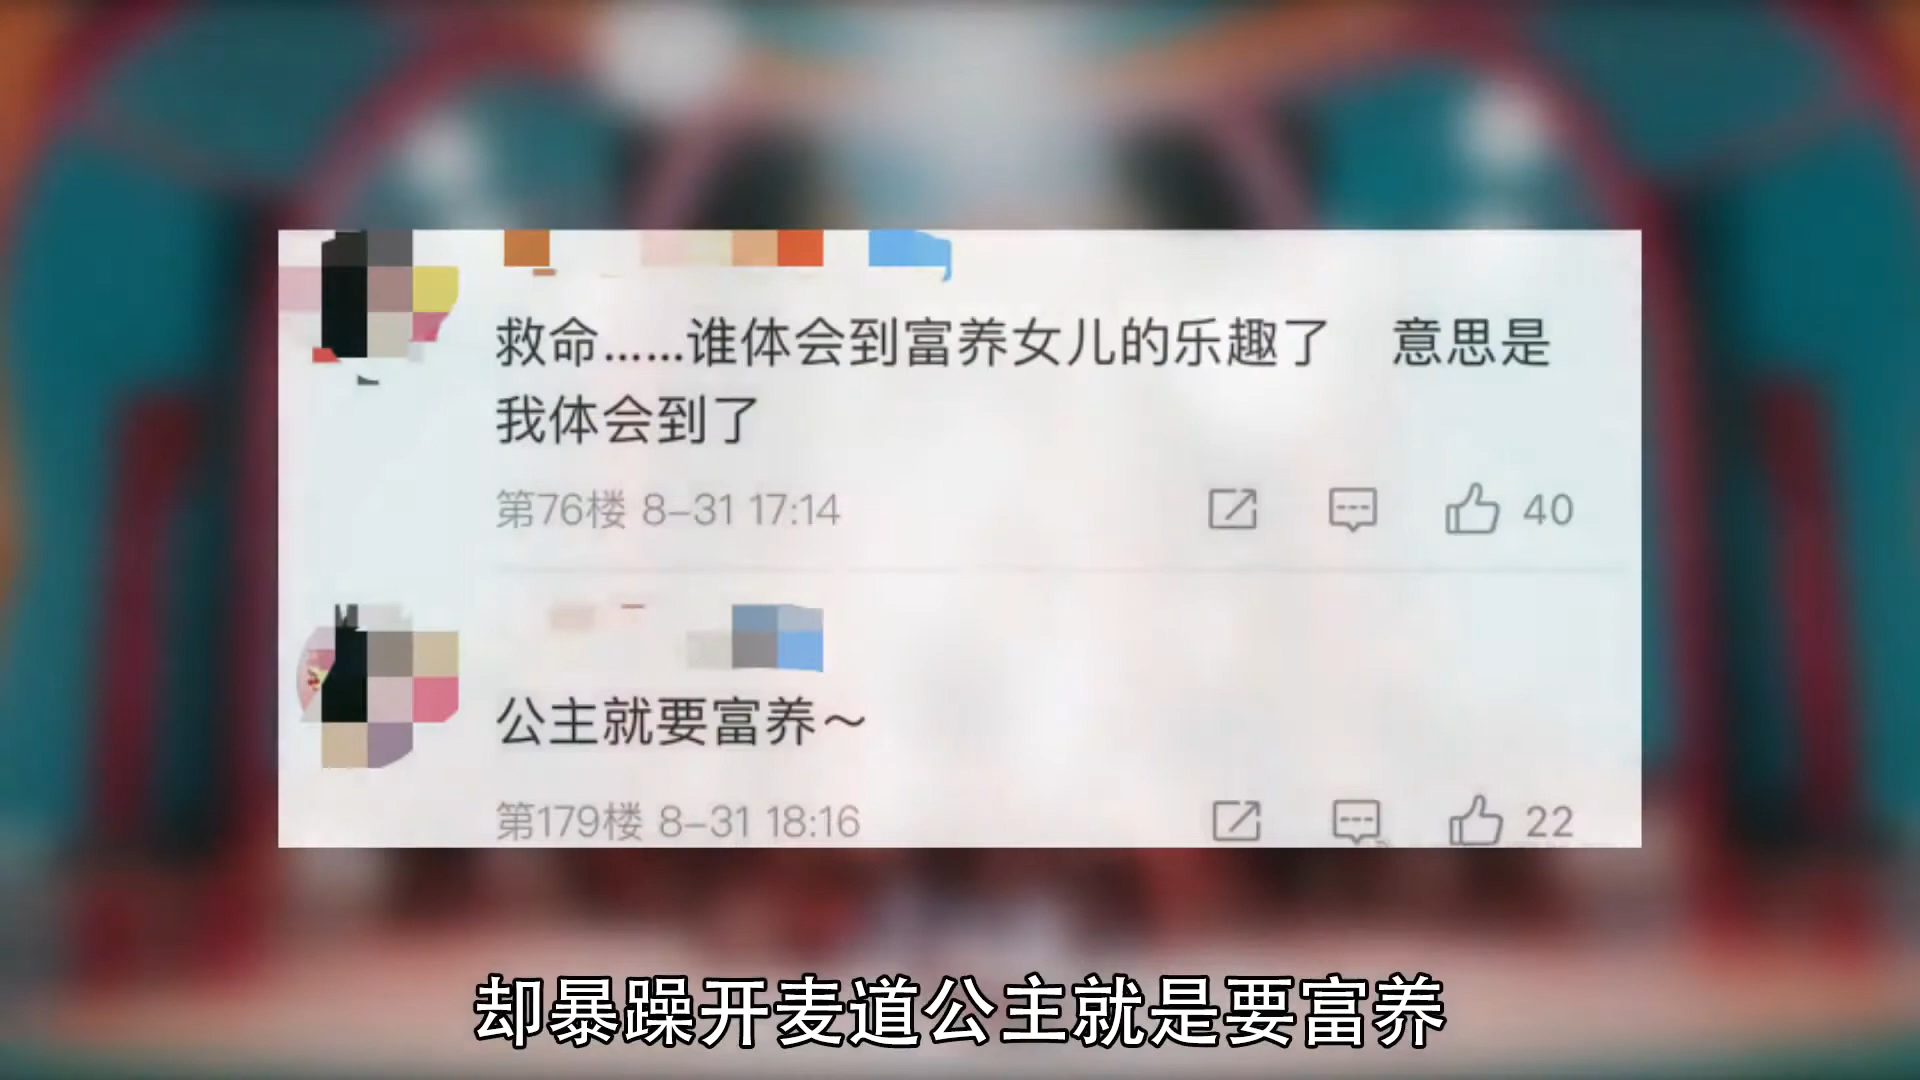 救命……谁体会到富养女儿的乐趣了　意思是
我体会到了
第76楼 8-31 17:14
40
公主就要富养～
第179楼 8-31 18:16
22
却暴躁开麦道公主就是要富养